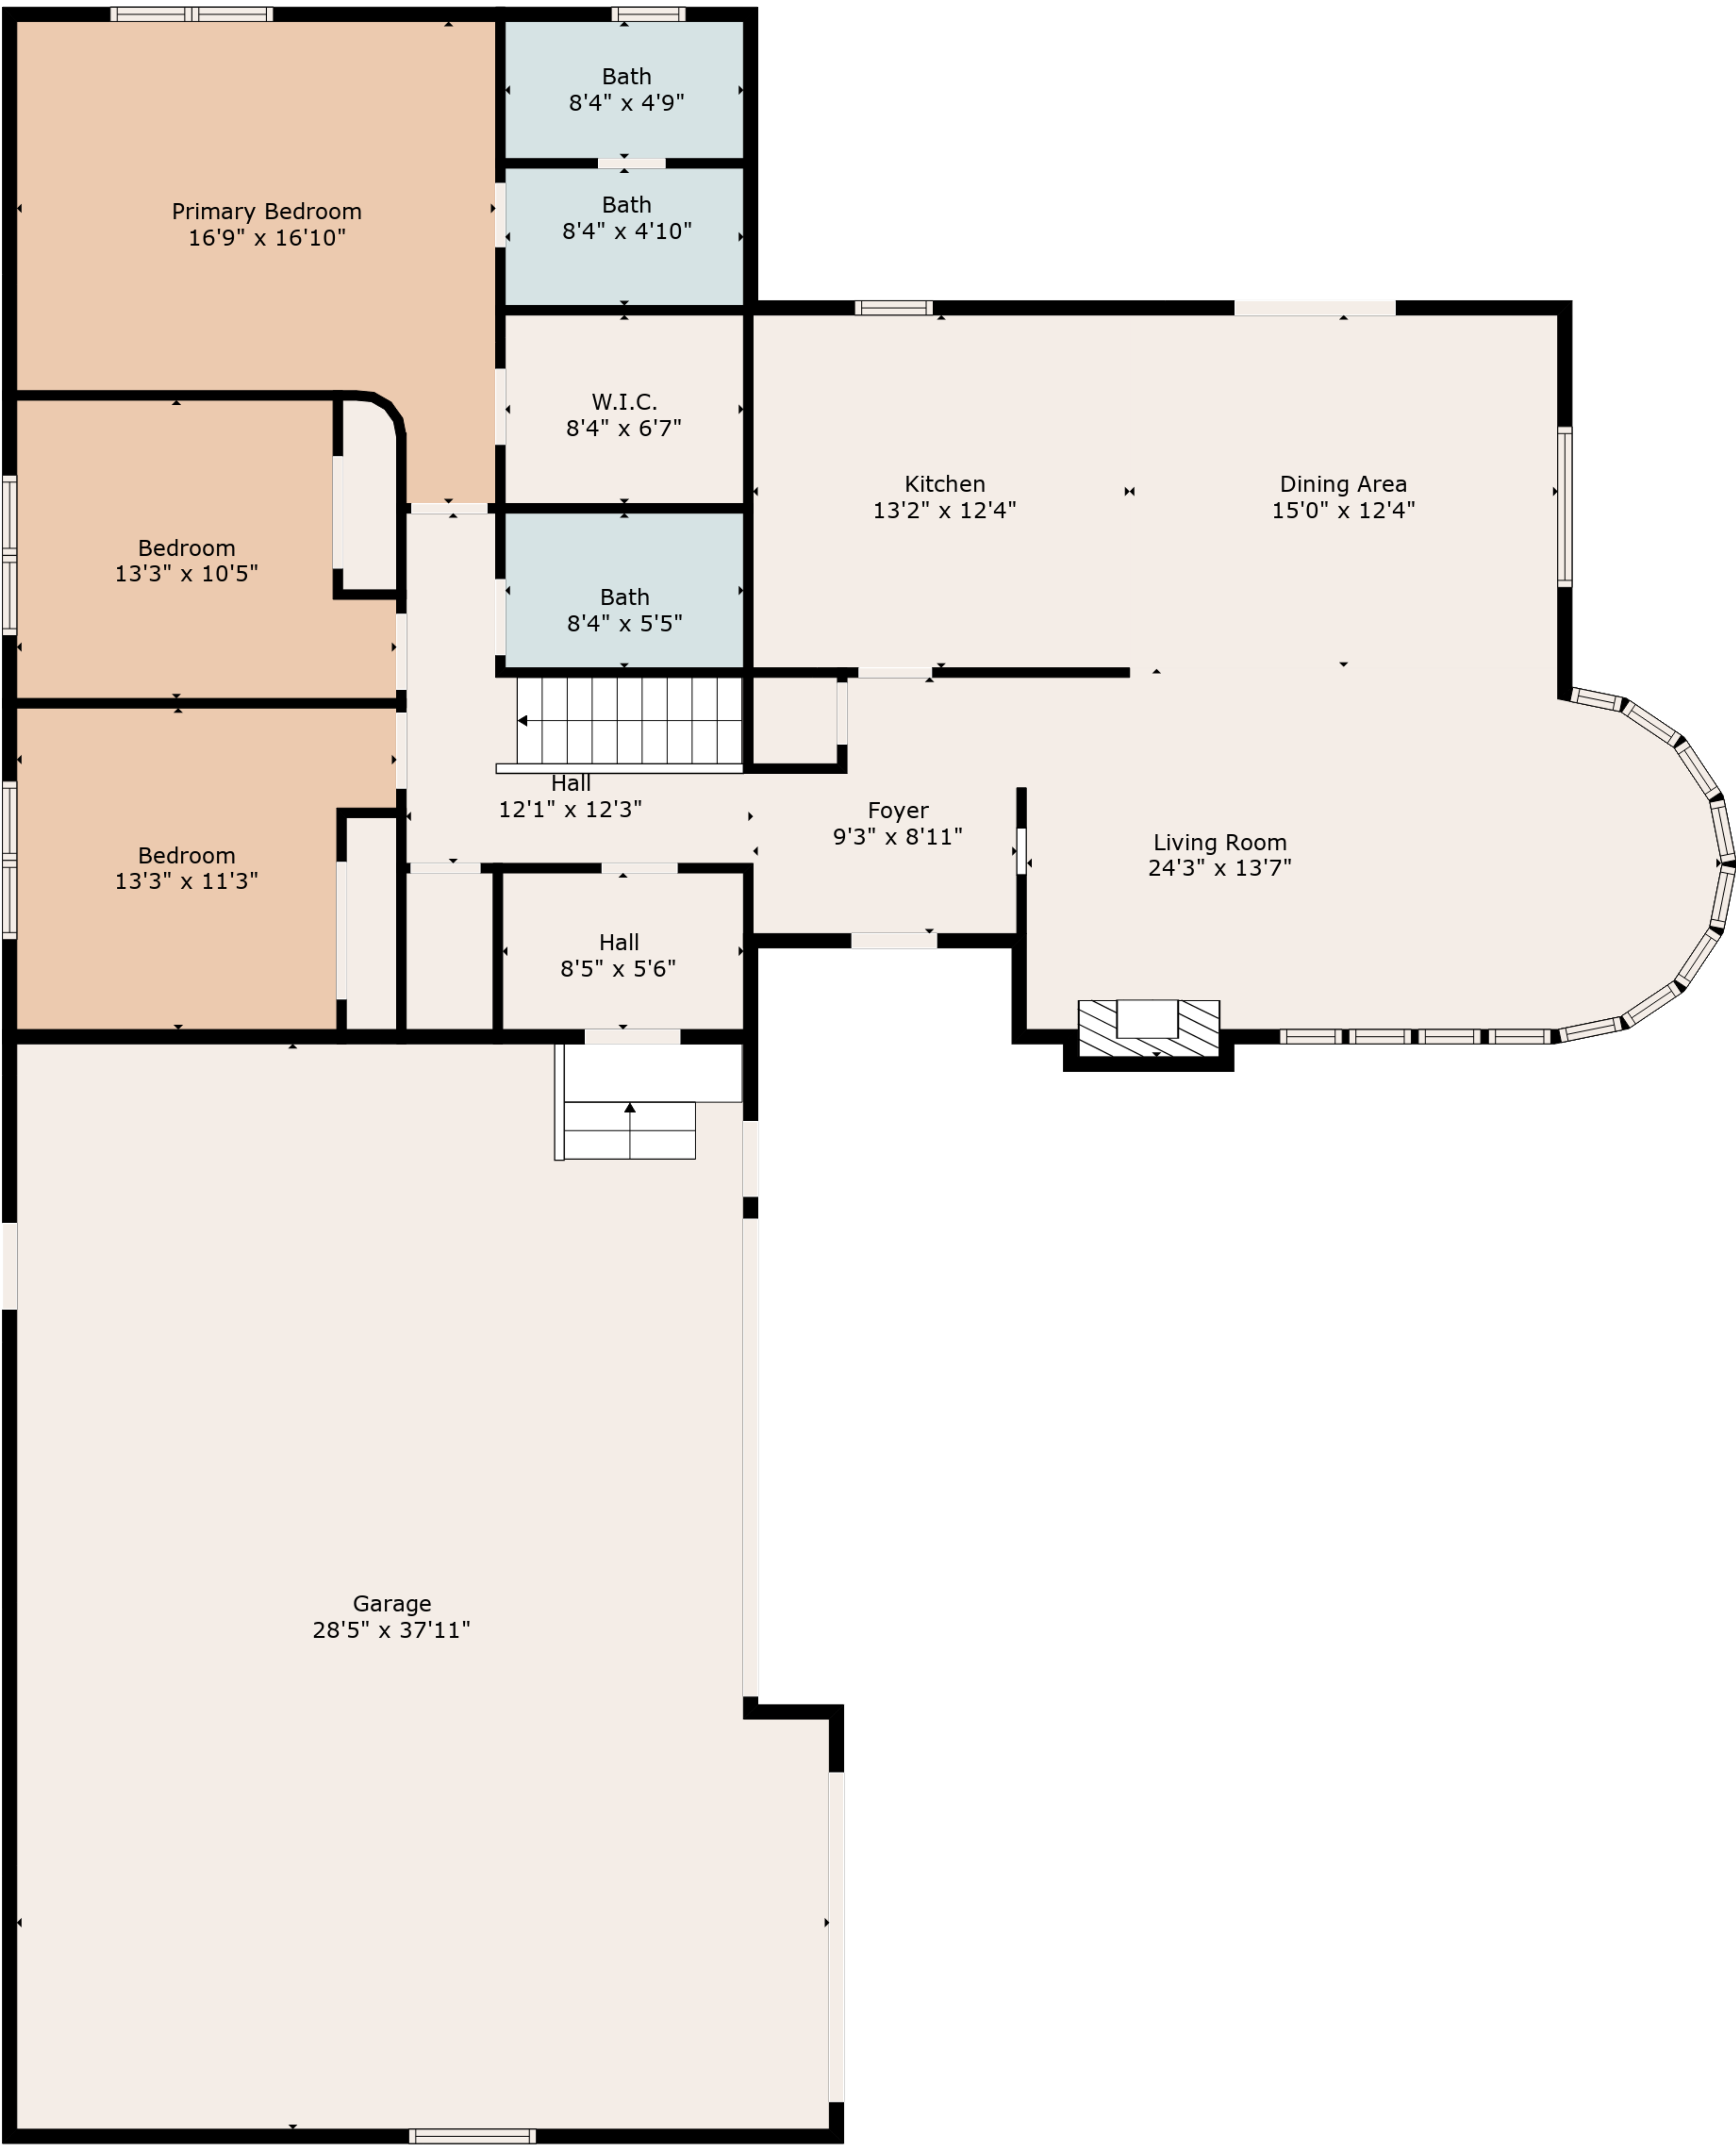 Bath
8'4" x 4'9"
Primary Bedroom
16'9" x 16'10"
Bath
8'4" x 4'10"
W.I.C.
8'4" x 6'7"
Kitchen
13'2" x 12'4"
Dining Area
15'0" x 12'4"
Bedroom
13'3" x 10'5"
Bath
8'4" x 5'5"
Hall
12'1" x 12'3"
Foyer
9'3" x 8'11"
Living Room
24'3" x 13'7"
Bedroom
13'3" x 11'3"
Hall
8'5" x 5'6"
Garage
28'5" x 37'11"